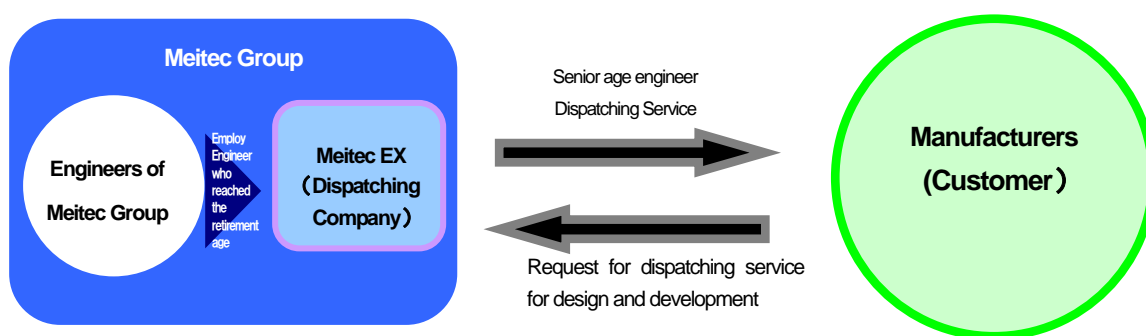 Meitec Group
Engineers of
Meitec Group
Employ
Engineer
who
reached
the
retirement
age
Meitec EX
（Dispatching
Company）
Senior age engineer
Dispatching Service
Request for dispatching service
for design and development
Manufacturers
(Customer）